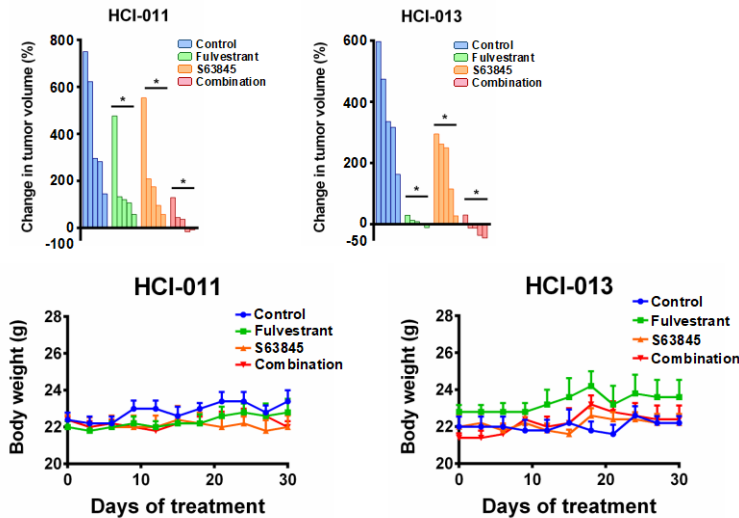 HCI-011
Change in tumor volume (%)
800
600
400
200
0
-100
Control
Fulvestrant
S63845
Combination
*
*
*
HCI-013
Change in tumor volume (%)
600
400
200
0
-50
Control
Fulvestrant
S63845
Combination
*
*
*
HCI-011
Body weight (g)
28
26
24
22
20
Control
Fulvestrant
S63845
Combination
0
10
20
30
Days of treatment
HCI-013
Body weight (g)
28
26
24
22
20
Control
Fulvestrant
S63845
Combination
0
10
20
30
Days of treatment